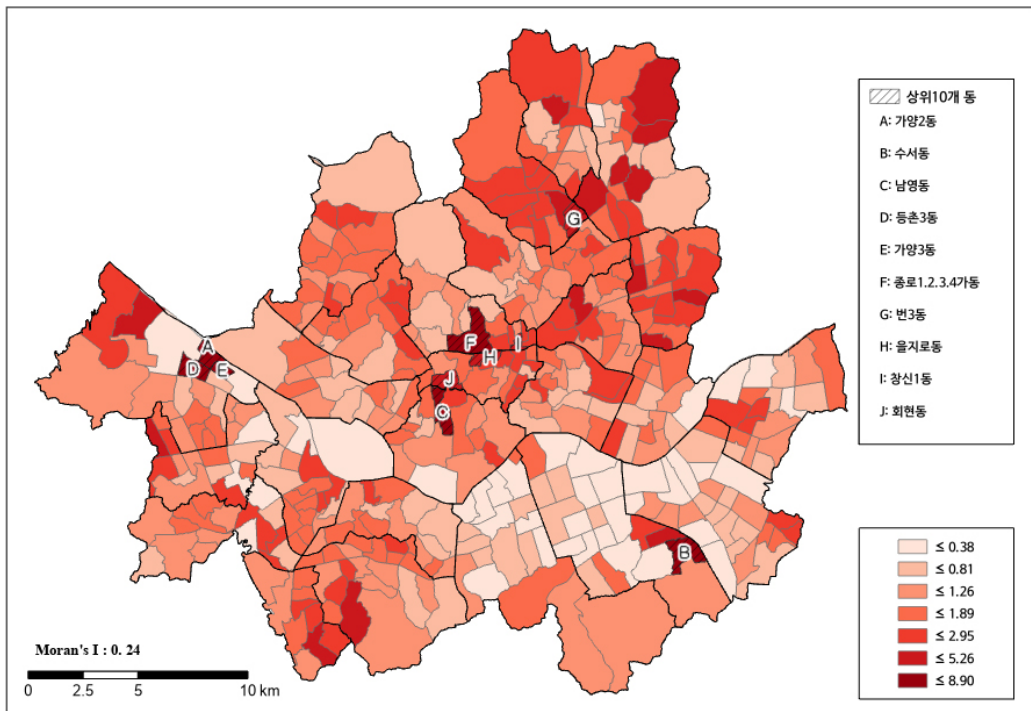 상위10개 동
A: 가양2동
B: 수서동
C: 남영동
D: 등촌3동
E: 가양3동
F: 종로1.2.3.4가동
G: 번3동
H: 을지로동
I: 창신1동
J: 회현동
G
A
D
E
F
I
H
J
C
B
≤ 0.38
≤ 0.81
≤ 1.26
≤ 1.89
≤ 2.95
≤ 5.26
≤ 8.90
Moran's I : 0. 24
0 2.5 5 10 km